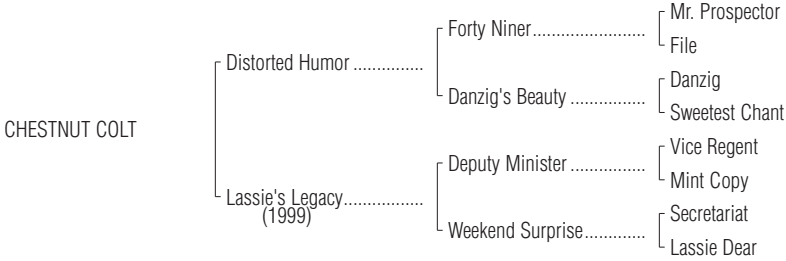 Mr. Prospector
Forty Niner.......................
File
Distorted Humor ...............
Danzig
Danzig's Beauty ................
Sweetest Chant
CHESTNUT COLT
Vice Regent
Deputy Minister ................
Mint Copy
Lassie's Legacy.................
(1999)
Secretariat
Weekend Surprise.............
Lassie Dear